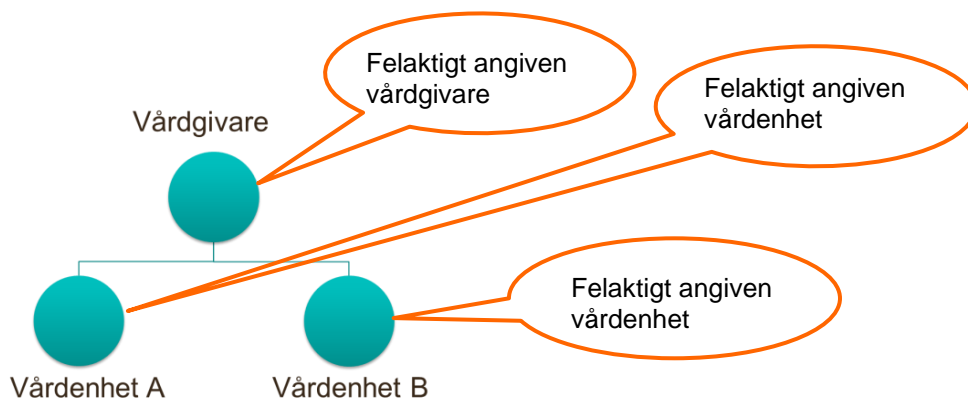 Felaktigt angiven
vårdgivare
Felaktigt angiven
vårdenhet
Vårdgivare
Felaktigt angiven
vårdenhet
Vårdenhet A
Vårdenhet B